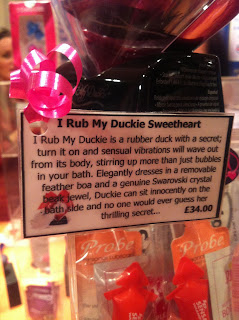 I Rub My Duckie Sweetheart
I Rub My Duckie is a rubber duck with a secret;
turn it on and sensual vibrations will wave out
from its body, stirring up more than just bubbles
in your bath. Elegantly dresses in a removable
feather boa and a genuine Swarovski crystal
beak jewel, Duckie can sit innocently on the
bath side and no one would ever guess her
thrilling secret...
£34.00
Probe
Probe